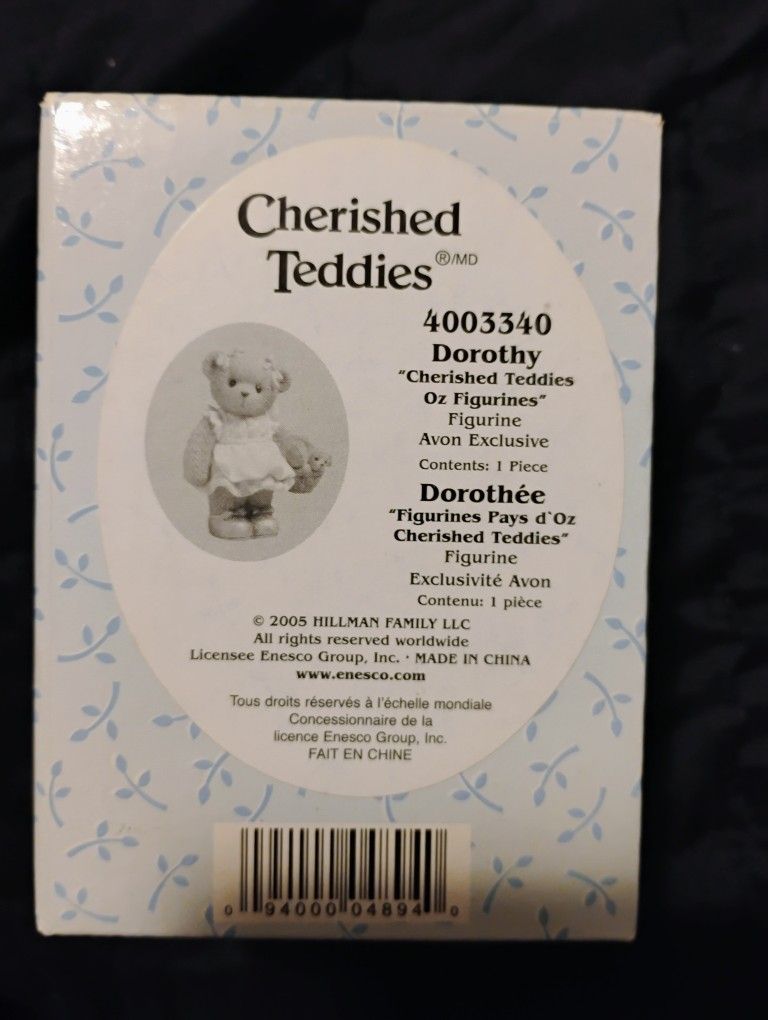 Cherished
Teddies®/MD
4003340
Dorothy
"Cherished Teddies
Oz Figurines"
Figurine
Avon Exclusive
Contents: 1 Piece
Dorothée
"Figurines Pays d`Oz
Cherished Teddies"
Figurine
Exclusivité Avon
Contenu: 1 pièce
© 2005 HILLMAN FAMILY LLC
All rights reserved worldwide
Licensee Enesco Group, Inc. · MADE IN CHINA
www.enesco.com
Tous droits réservés à l'échelle mondiale
Concessionnaire de la
licence Enesco Group, Inc.
FAIT EN CHINE
0 94000 04894 0